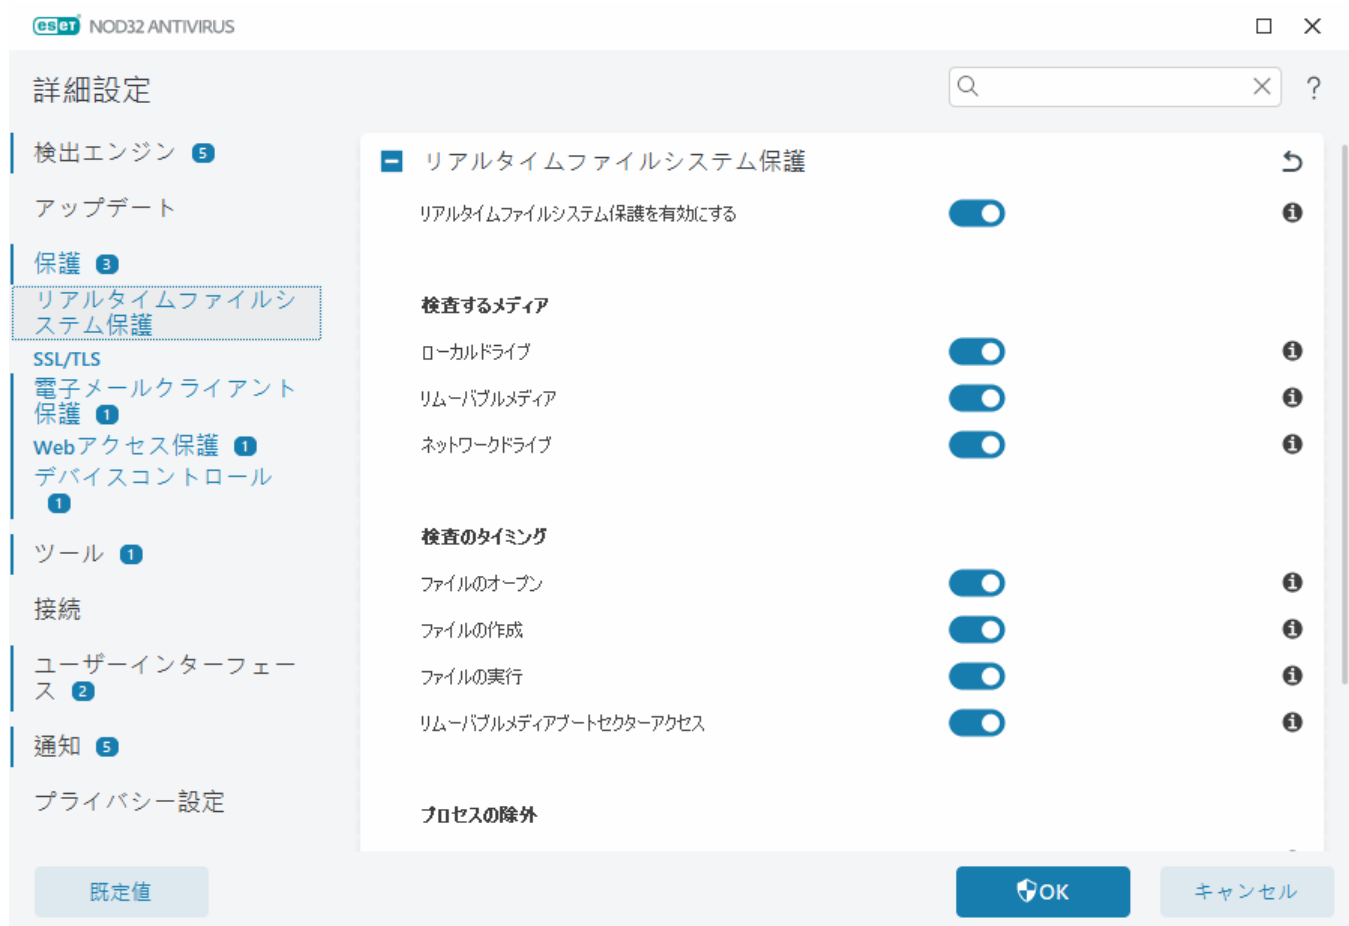 eset NOD32 ANTIVIRUS
詳細設定
?
検出エンジン 5
アップデート
保護 3
リアルタイムファイルシ
ステム保護
SSL/TLS
電子メールクライアント
保護 1
Webアクセス保護 1
デバイスコントロール
1
ツール 1
接続
ユーザーインターフェー
ス 2
通知 5
プライバシー設定
リアルタイムファイルシステム保護
リアルタイムファイルシステム保護を有効にする
検査するメディア
ローカルドライブ
リムーバブルメディア
ネットワークドライブ
検査のタイミング
ファイルのオープン
ファイルの作成
ファイルの実行
リムーバブルメディアブートセクターアクセス
プロセスの除外
既定値
OK
キャンセル